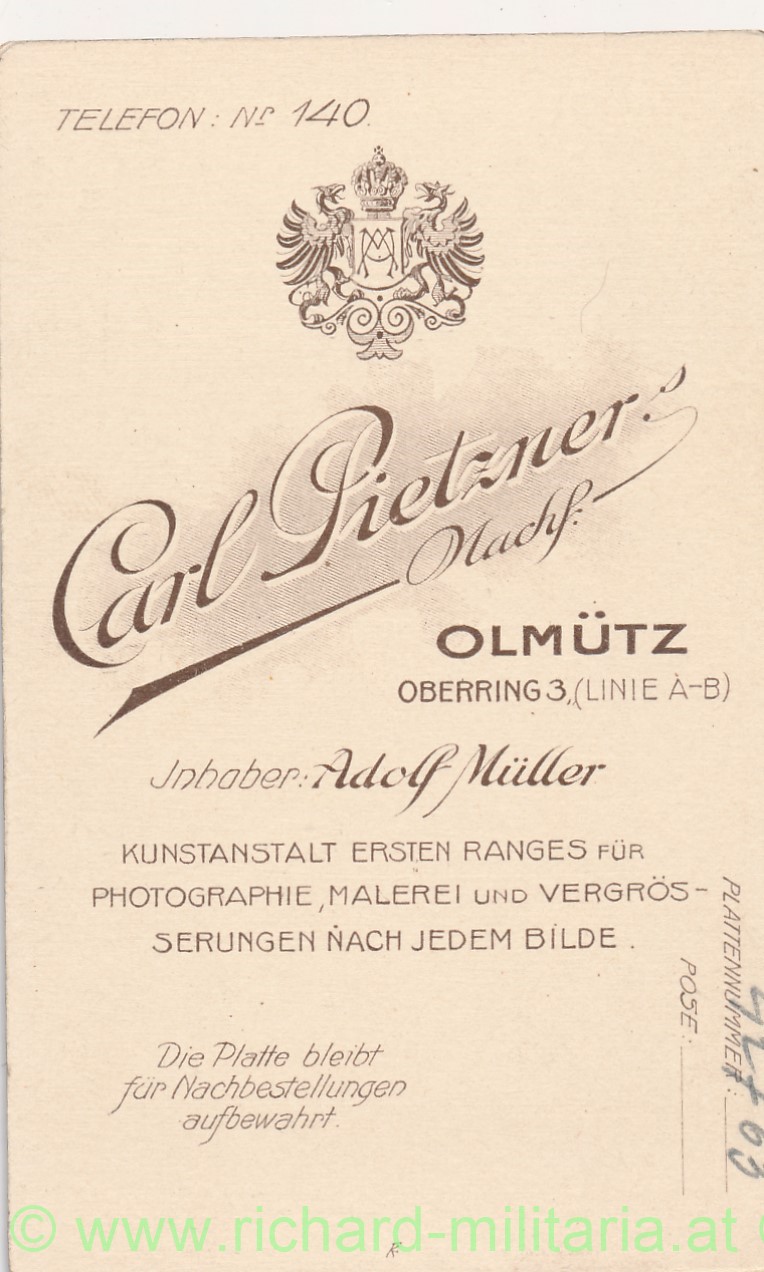 TELEFON: Nr 140.
Carl Pietzner's
Nachf:
OLMÜTZ
OBERRING 3, (LINIE A-B)
Inhaber: Adolf Müller
KUNSTANSTALT ERSTEN RANGES FÜR
PHOTOGRAPHIE, MALEREI UND VERGRÖS-
SERUNGEN NACH JEDEM BILDE.
PLATTENNUMMER:
POSE:
Die Platte bleibt
für Nachbestellungen
aufbewahrt.
© www.richard-militaria.at ©